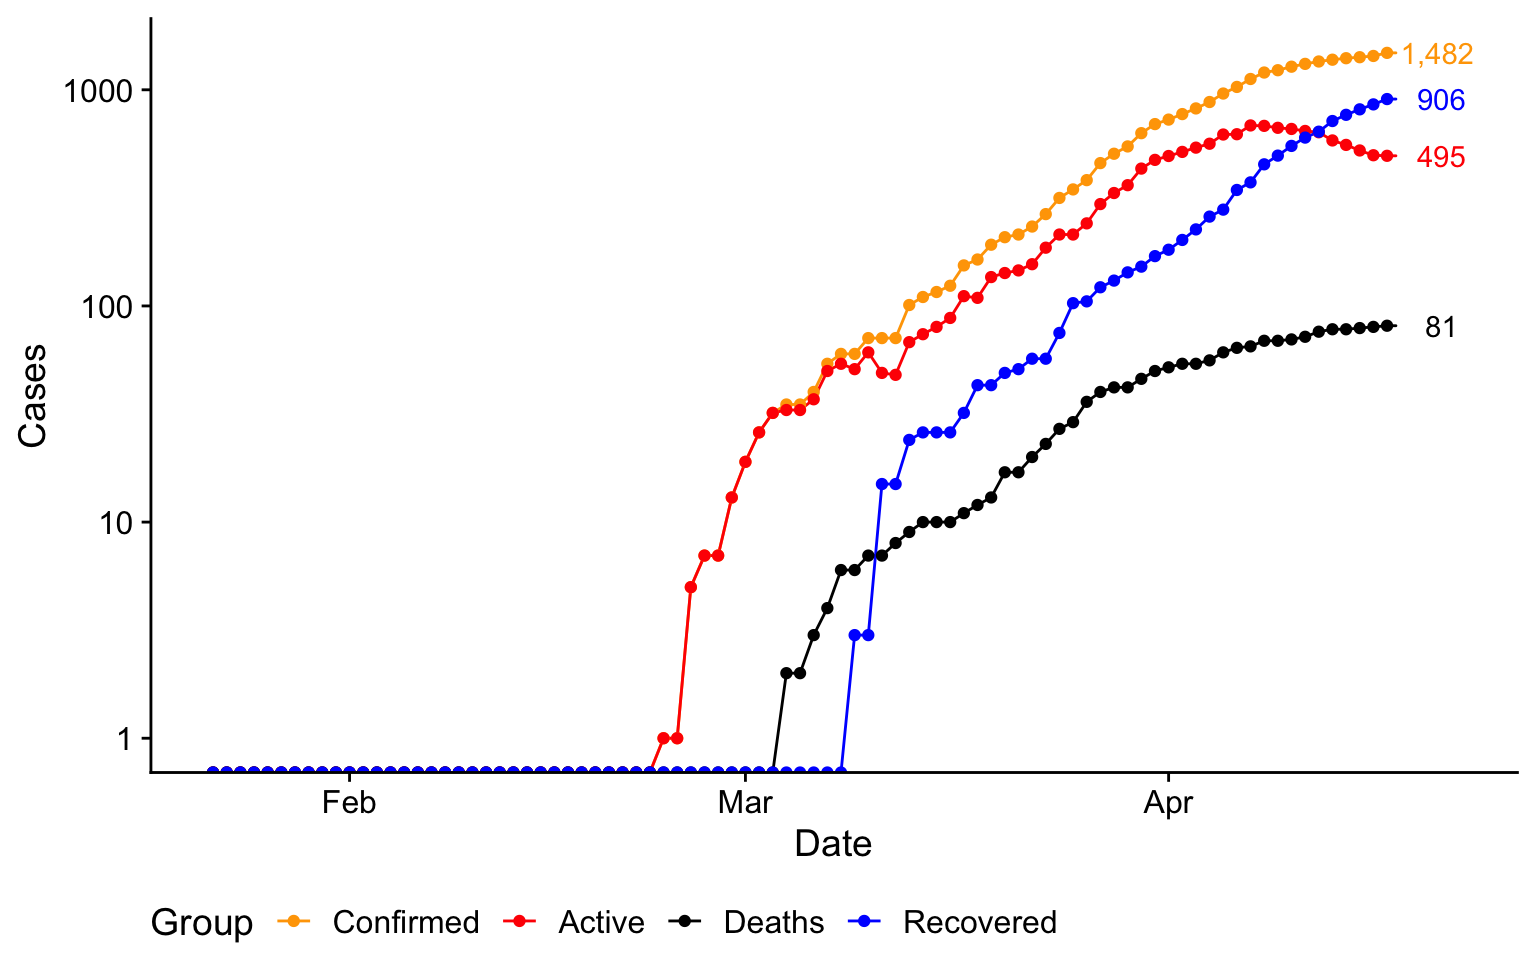 1,482
1000
906
495
100
81
Cases
10
1
Feb Mar Apr
Date
Group Confirmed Active Deaths Recovered